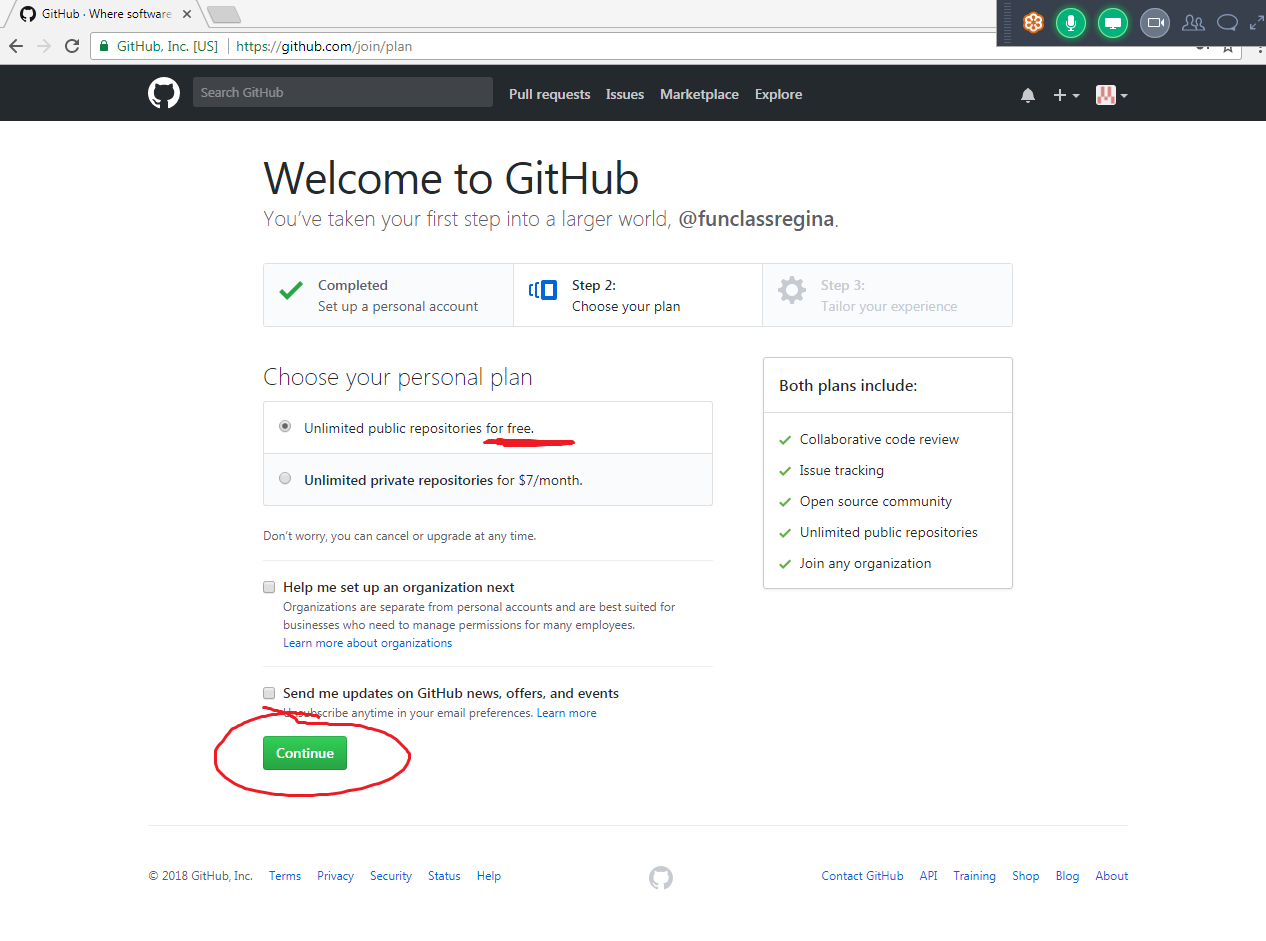 GitHub · Where software
GitHub, Inc. [US] https://github.com/join/plan
Search GitHub Pull requests Issues Marketplace Explore
Welcome to GitHub
You've taken your first step into a larger world, @funclassregina.
Completed
Set up a personal account
Step 2:
Choose your plan
Step 3:
Tailor your experience
Choose your personal plan
Unlimited public repositories for free.
Unlimited private repositories for $7/month.
Don't worry, you can cancel or upgrade at any time.
Help me set up an organization next
Organizations are separate from personal accounts and are best suited for
businesses who need to manage permissions for many employees.
Learn more about organizations
Send me updates on GitHub news, offers, and events
Unsubscribe anytime in your email preferences. Learn more
Continue
Both plans include:
Collaborative code review
Issue tracking
Open source community
Unlimited public repositories
Join any organization
© 2018 GitHub, Inc. Terms Privacy Security Status Help Contact GitHub API Training Shop Blog About